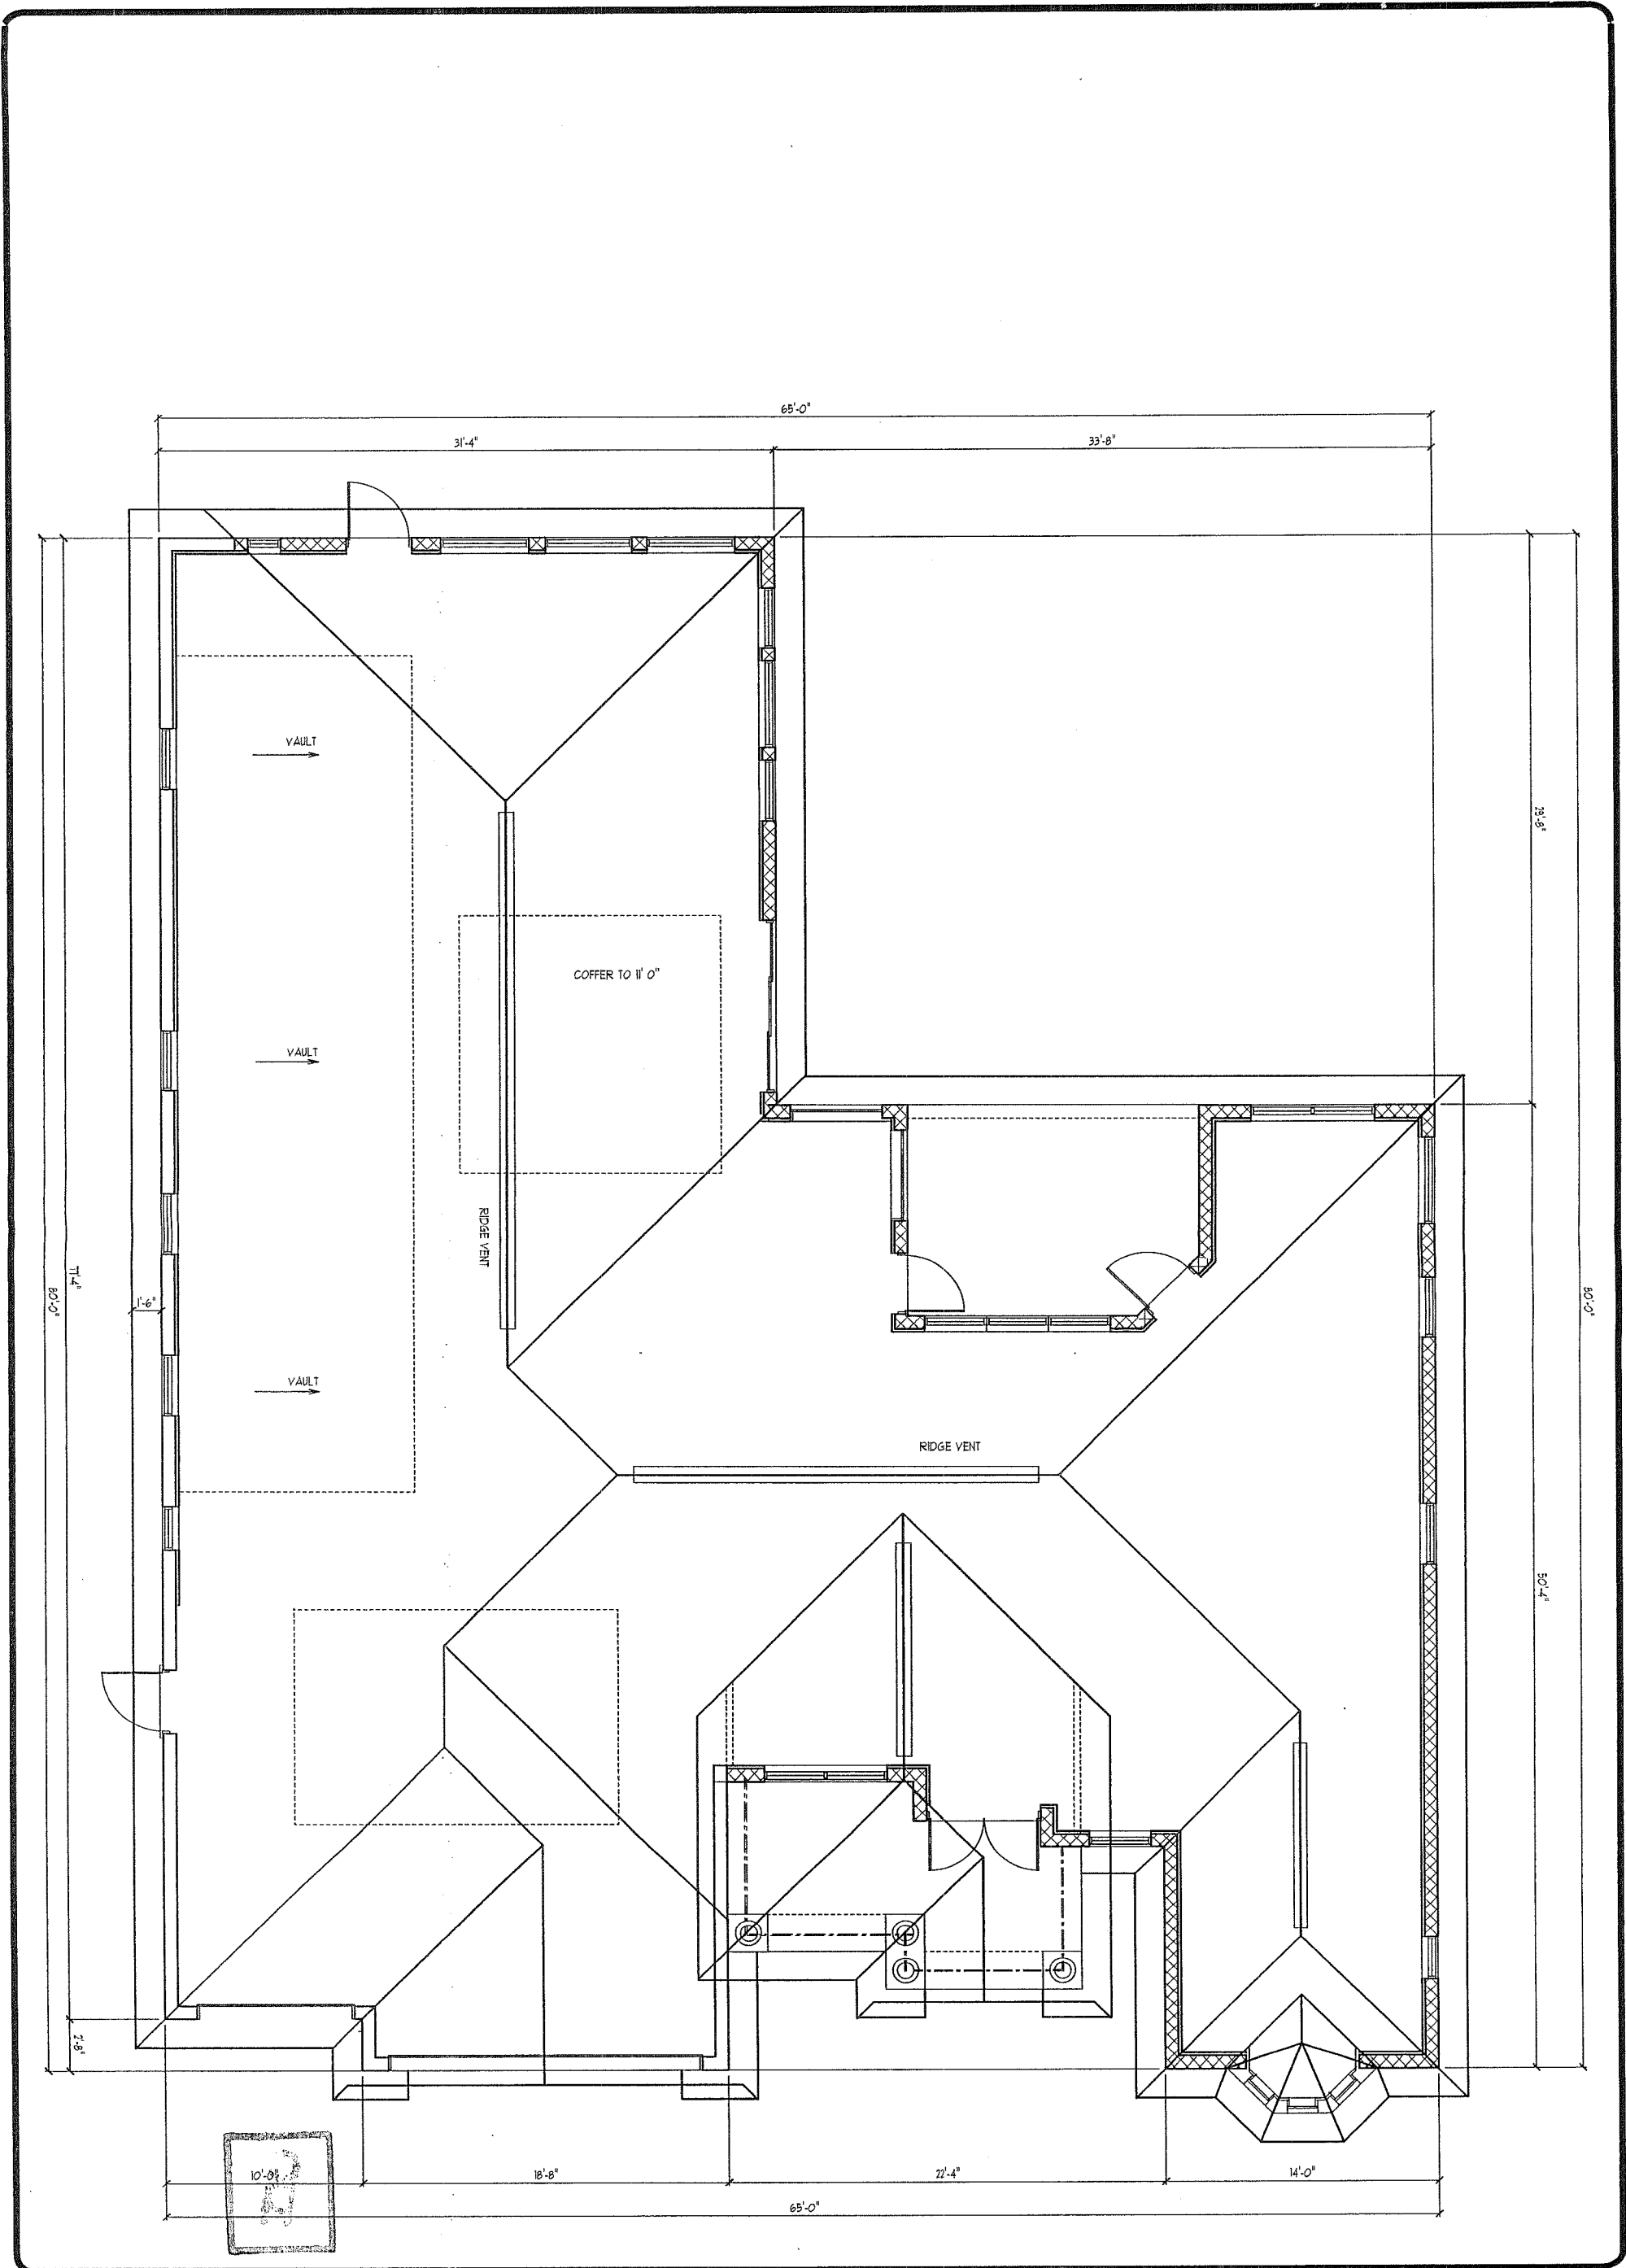 65'-0"
31'-4"
33'-8"
VAULT
29'-8"
COFFER TO 11' 0"
VAULT
RIDGE VENT
77'-4"
80'-0"
1'-6"
80'-0"
VAULT
RIDGE VENT
50'-4"
2'-8"
10'-0"
18'-8"
22'-4"
14'-0"
65'-0"